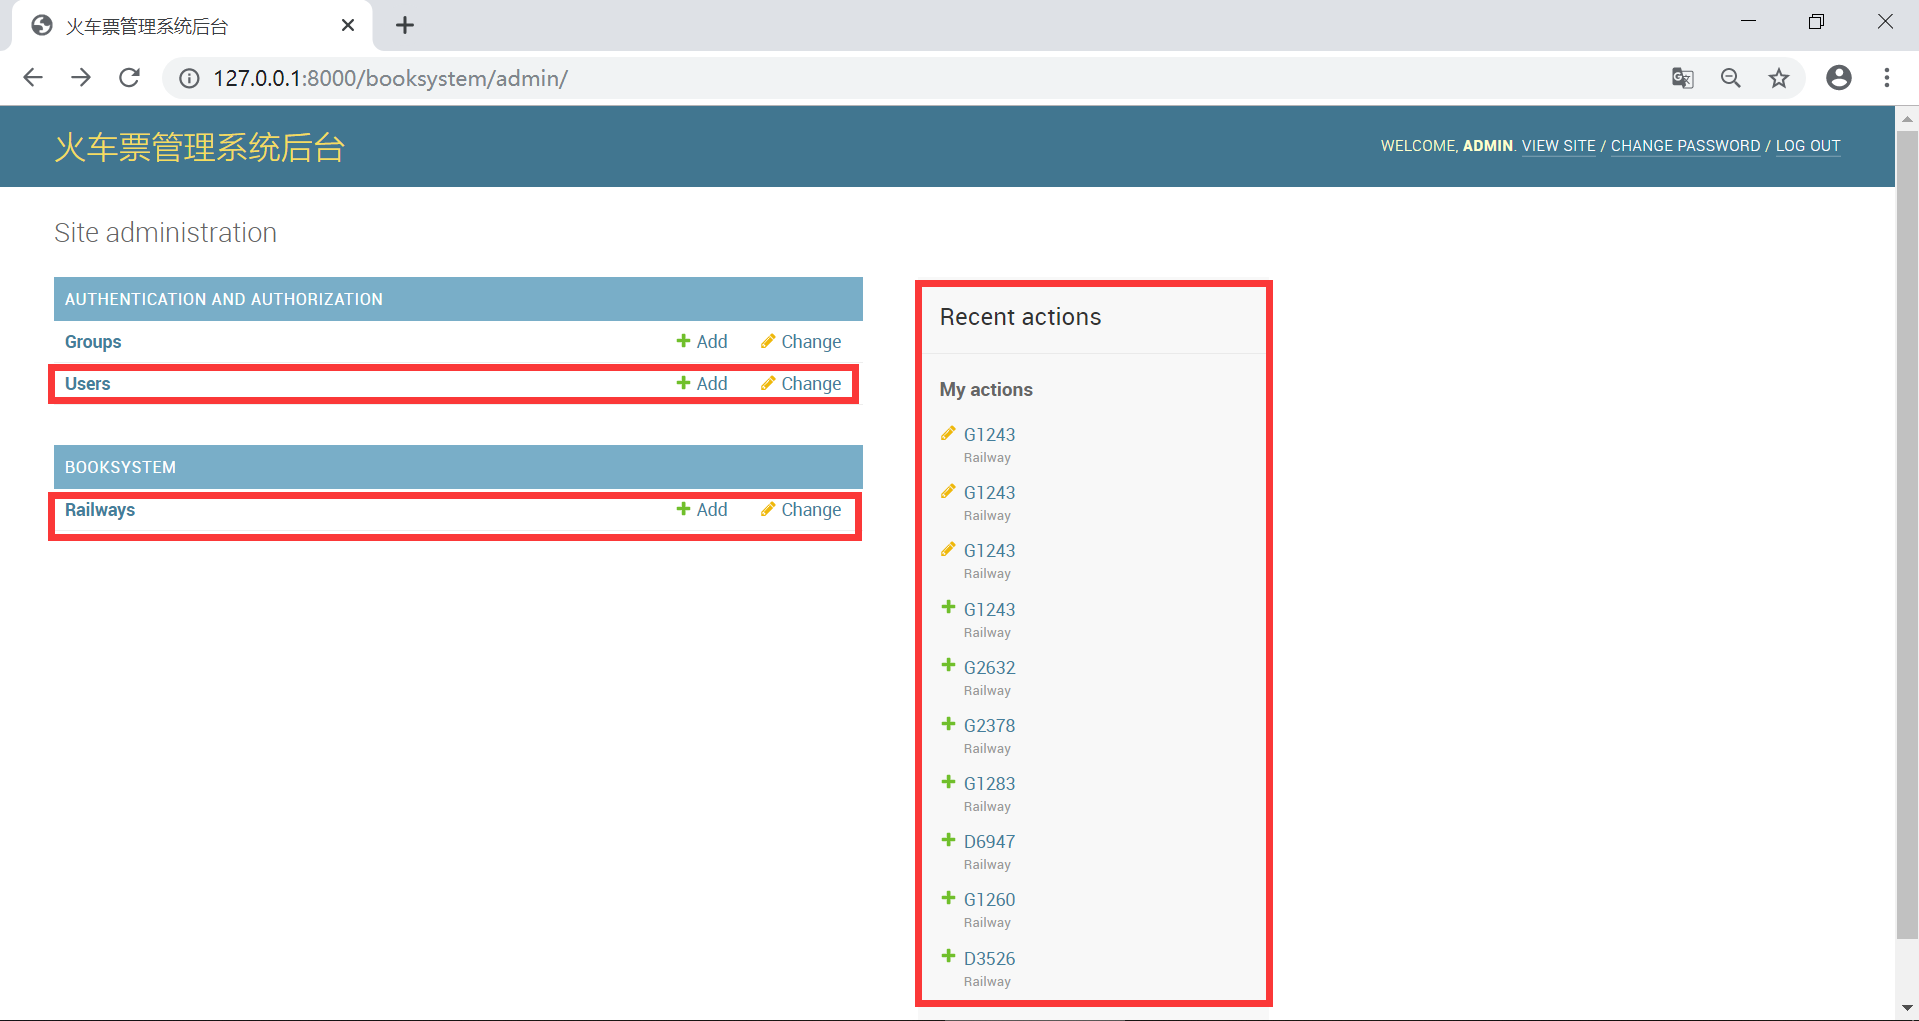 火车票管理系统后台
127.0.0.1:8000/booksystem/admin/
火车票管理系统后台
WELCOME, ADMIN. VIEW SITE / CHANGE PASSWORD / LOG OUT
Site administration
AUTHENTICATION AND AUTHORIZATION
Groups Add Change
Users Add Change
BOOKSYSTEM
Railways Add Change
Recent actions
My actions
G1243
Railway
G1243
Railway
G1243
Railway
G1243
Railway
G2632
Railway
G2378
Railway
G1283
Railway
D6947
Railway
G1260
Railway
D3526
Railway